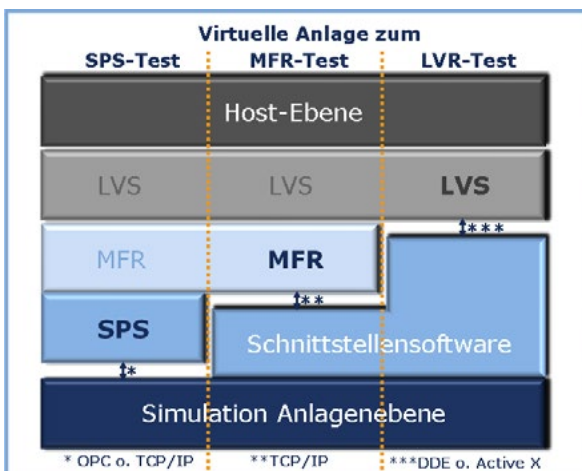 Virtuelle Anlage zum
SPS-Test MFR-Test LVR-Test
Host-Ebene
LVS LVS LVS
***
MFR MFR
**
SPS
Schnittstellensoftware
*
Simulation Anlagenebene
* OPC o. TCP/IP **TCP/IP ***DDE o. Active X